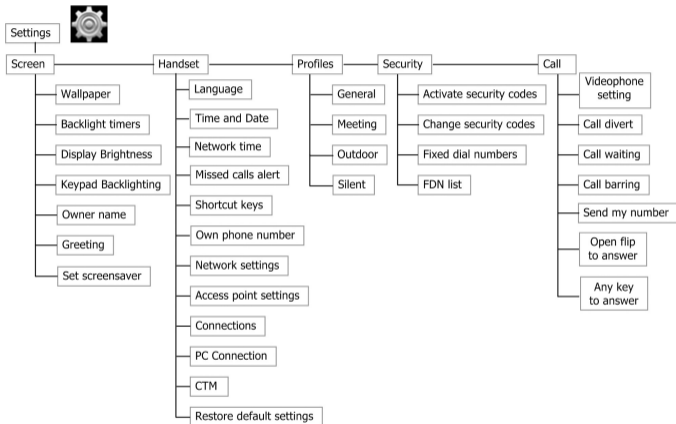 Settings
Screen
Handset
Profiles
Security
Call
Wallpaper
Backlight timers
Display Brightness
Keypad Backlighting
Owner name
Greeting
Set screensaver
Language
Time and Date
Network time
Missed calls alert
Shortcut keys
Own phone number
Network settings
Access point settings
Connections
PC Connection
CTM
Restore default settings
General
Meeting
Outdoor
Silent
Activate security codes
Change security codes
Fixed dial numbers
FDN list
Videophone
setting
Call divert
Call waiting
Call barring
Send my number
Open flip
to answer
Any key
to answer